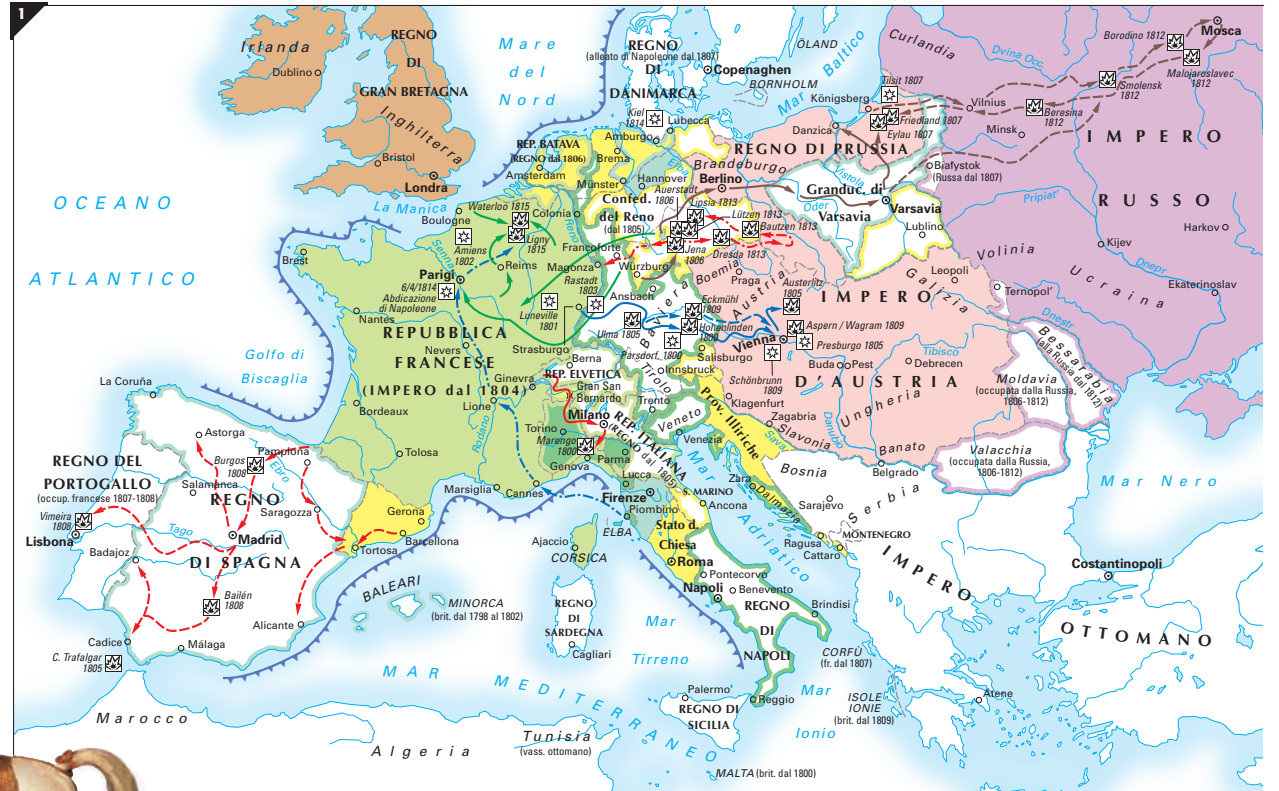 1
Irlanda
Dublino
REGNO
DI
GRAN BRETAGNA
Inghilterra
Bristol
Londra
La Manica
Mare
del
Nord
REGNO
(alleato di Napoleone dal 1807)
DI
DANIMARCA
Copenaghen
ÖLAND
BORNHOLM
Mar Baltico
Curlandia
Dvina Occ.
Borodino 1812
Mosca
Malojaroslavec
1812
Smolensk
1812
Beresina
1812
Vilnius
Minsk
Tilsit 1807
Königsberg
Friedland 1807
Eylau 1807
Danzica
REGNO DI PRUSSIA
Brandeburgo
Berlino
Białystok
(Russa dal 1807)
IMPERO
RUSSO
Pripiat'
Kijev
Harkov
Dnepr
Ekaterinoslav
Volinia
Ucraina
Granduc. di
Varsavia
Varsavia
Vistola
Oder
Lublino
Kiel
1814
Lubecca
Amburgo
Brema
Elba
Hannover
Münster
REP. BATAVA
(REGNO dal 1806)
Amsterdam
Auerstadt
1806
Confed.
del Reno
(dal 1805)
Lipsia 1813
Lützen 1813
Bautzen 1813
Dresda 1813
Jena
1806
Colonia
Reno
Francoforte
Magonza
Würzburg
Rastadt
1803
Ansbach
Baviera
Boemia
Praga
Austria
Austerlitz
1805
Eckmühl
1809
Hohenlinden
1800
Ulma 1805
Parsdorf 1800
Vienna
Aspern / Wagram 1809
Presburgo 1805
Schönbrunn
1809
Salisburgo
Innsbruck
Tirolo
Trento
Klagenfurt
IMPERO
D'AUSTRIA
Galizia
Leopoli
Ternopol'
Buda
Pest
Tibisco
Debrecen
Ungheria
Danubio
Banato
Zagabria
Slavonia
Sava
Belgrado
Dnestr
Bessarabia
(alla Russia dal 1812)
Moldavia
(occupata dalla Russia,
1806-1812)
Valacchia
(occupata dalla Russia,
1806-1812)
OCEANO
ATLANTICO
Waterloo 1815
Boulogne
Ligny
1815
Amiens
1802
Senna
Reims
Parigi
6/4/1814
Abdicazione
di Napoleone
Luneville
1801
Strasburgo
Brest
Nantes
REPUBBLICA
FRANCESE
(IMPERO dal 1804)
Nevers
Berna
REP. ELVETICA
Ginevra
Gran San
Bernardo
Lione
Rodano
Bordeaux
Tolosa
Marsiglia
Cannes
Golfo di
Biscaglia
Milano
REP. ITALIANA
(REGNO dal 1805)
Torino
Marengo
1800
Genova
Parma
Lucca
Veneto
Venezia
Prov. Illiriche
Zara
Dalmazia
Ragusa
Cattaro
Bosnia
Sarajevo
Serbia
MONTENEGRO
Firenze
Piombino
ELBA
S. MARINO
Ancona
Stato d.
Chiesa
Roma
Mar Adriatico
Pontecorvo
Benevento
Napoli
REGNO
DI
NAPOLI
Brindisi
Reggio
Ajaccio
CORSICA
REGNO
DI
SARDEGNA
Cagliari
Mar
Tirreno
Palermo
REGNO DI
SICILIA
Mar
Ionio
CORFÙ
(fr. dal 1807)
ISOLE
IONIE
(brit. dal 1809)
Atene
IMPERO
OTTOMANO
Costantinopoli
Mar Nero
La Coruña
Astorga
Burgos
1808
Pamplona
Ebro
Salamanca
Saragozza
Gerona
Barcellona
Tortosa
REGNO DEL
PORTOGALLO
(occup. francese 1807-1808)
Vimeira
1808
Lisbona
Badajoz
Tago
REGNO
DI SPAGNA
Madrid
Bailén
1808
Alicante
Málaga
Cadice
C. Trafalgar
1805
BALEARI
MINORCA
(brit. dal 1798 al 1802)
MAR MEDITERRANEO
Marocco
Algeria
Tunisia
(vass. ottomano)
MALTA (brit. dal 1800)